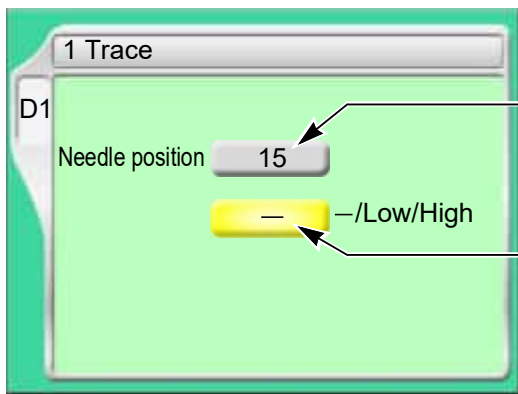 1 Trace
D1
Needle position 15
— –/Low/High